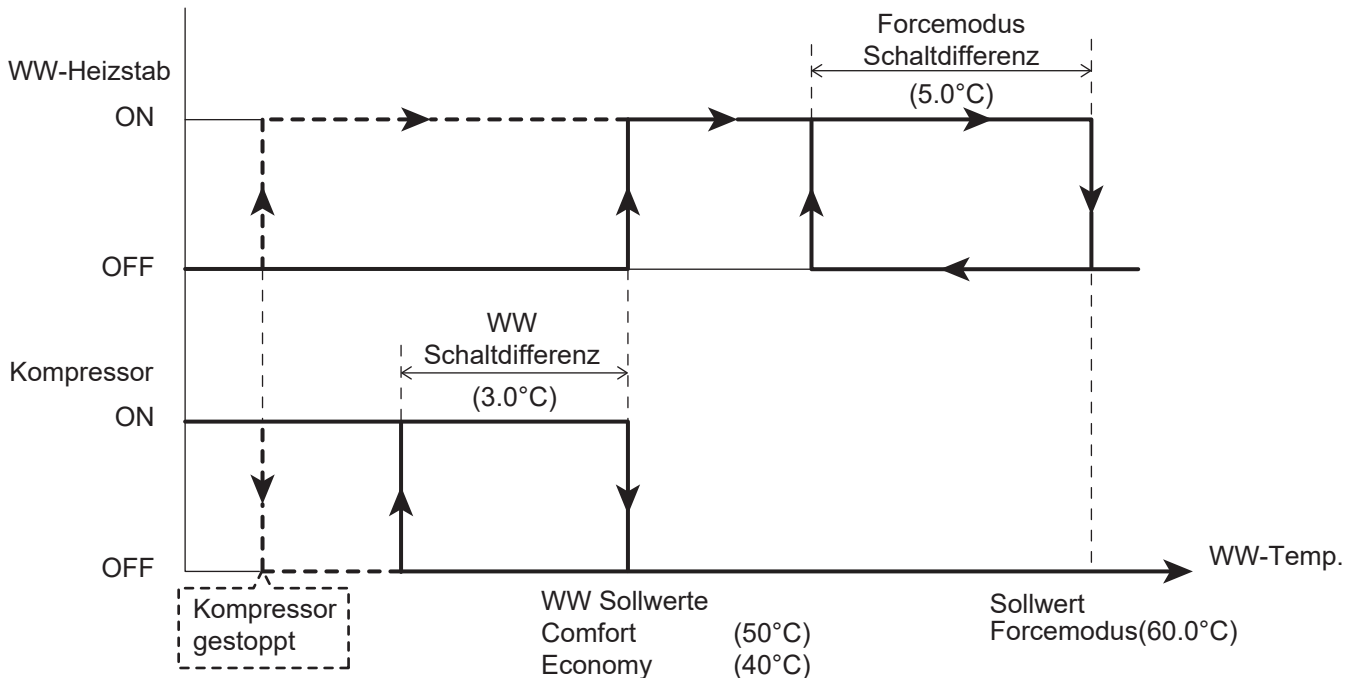 Forcemodus
Schaltdifferenz
(5.0°C)
WW-Heizstab
ON
OFF
WW
Schaltdifferenz
(3.0°C)
Kompressor
ON
OFF
WW-Temp.
Kompressor
gestoppt
WW Sollwerte
Comfort (50°C)
Economy (40°C)
Sollwert
Forcemodus(60.0°C)